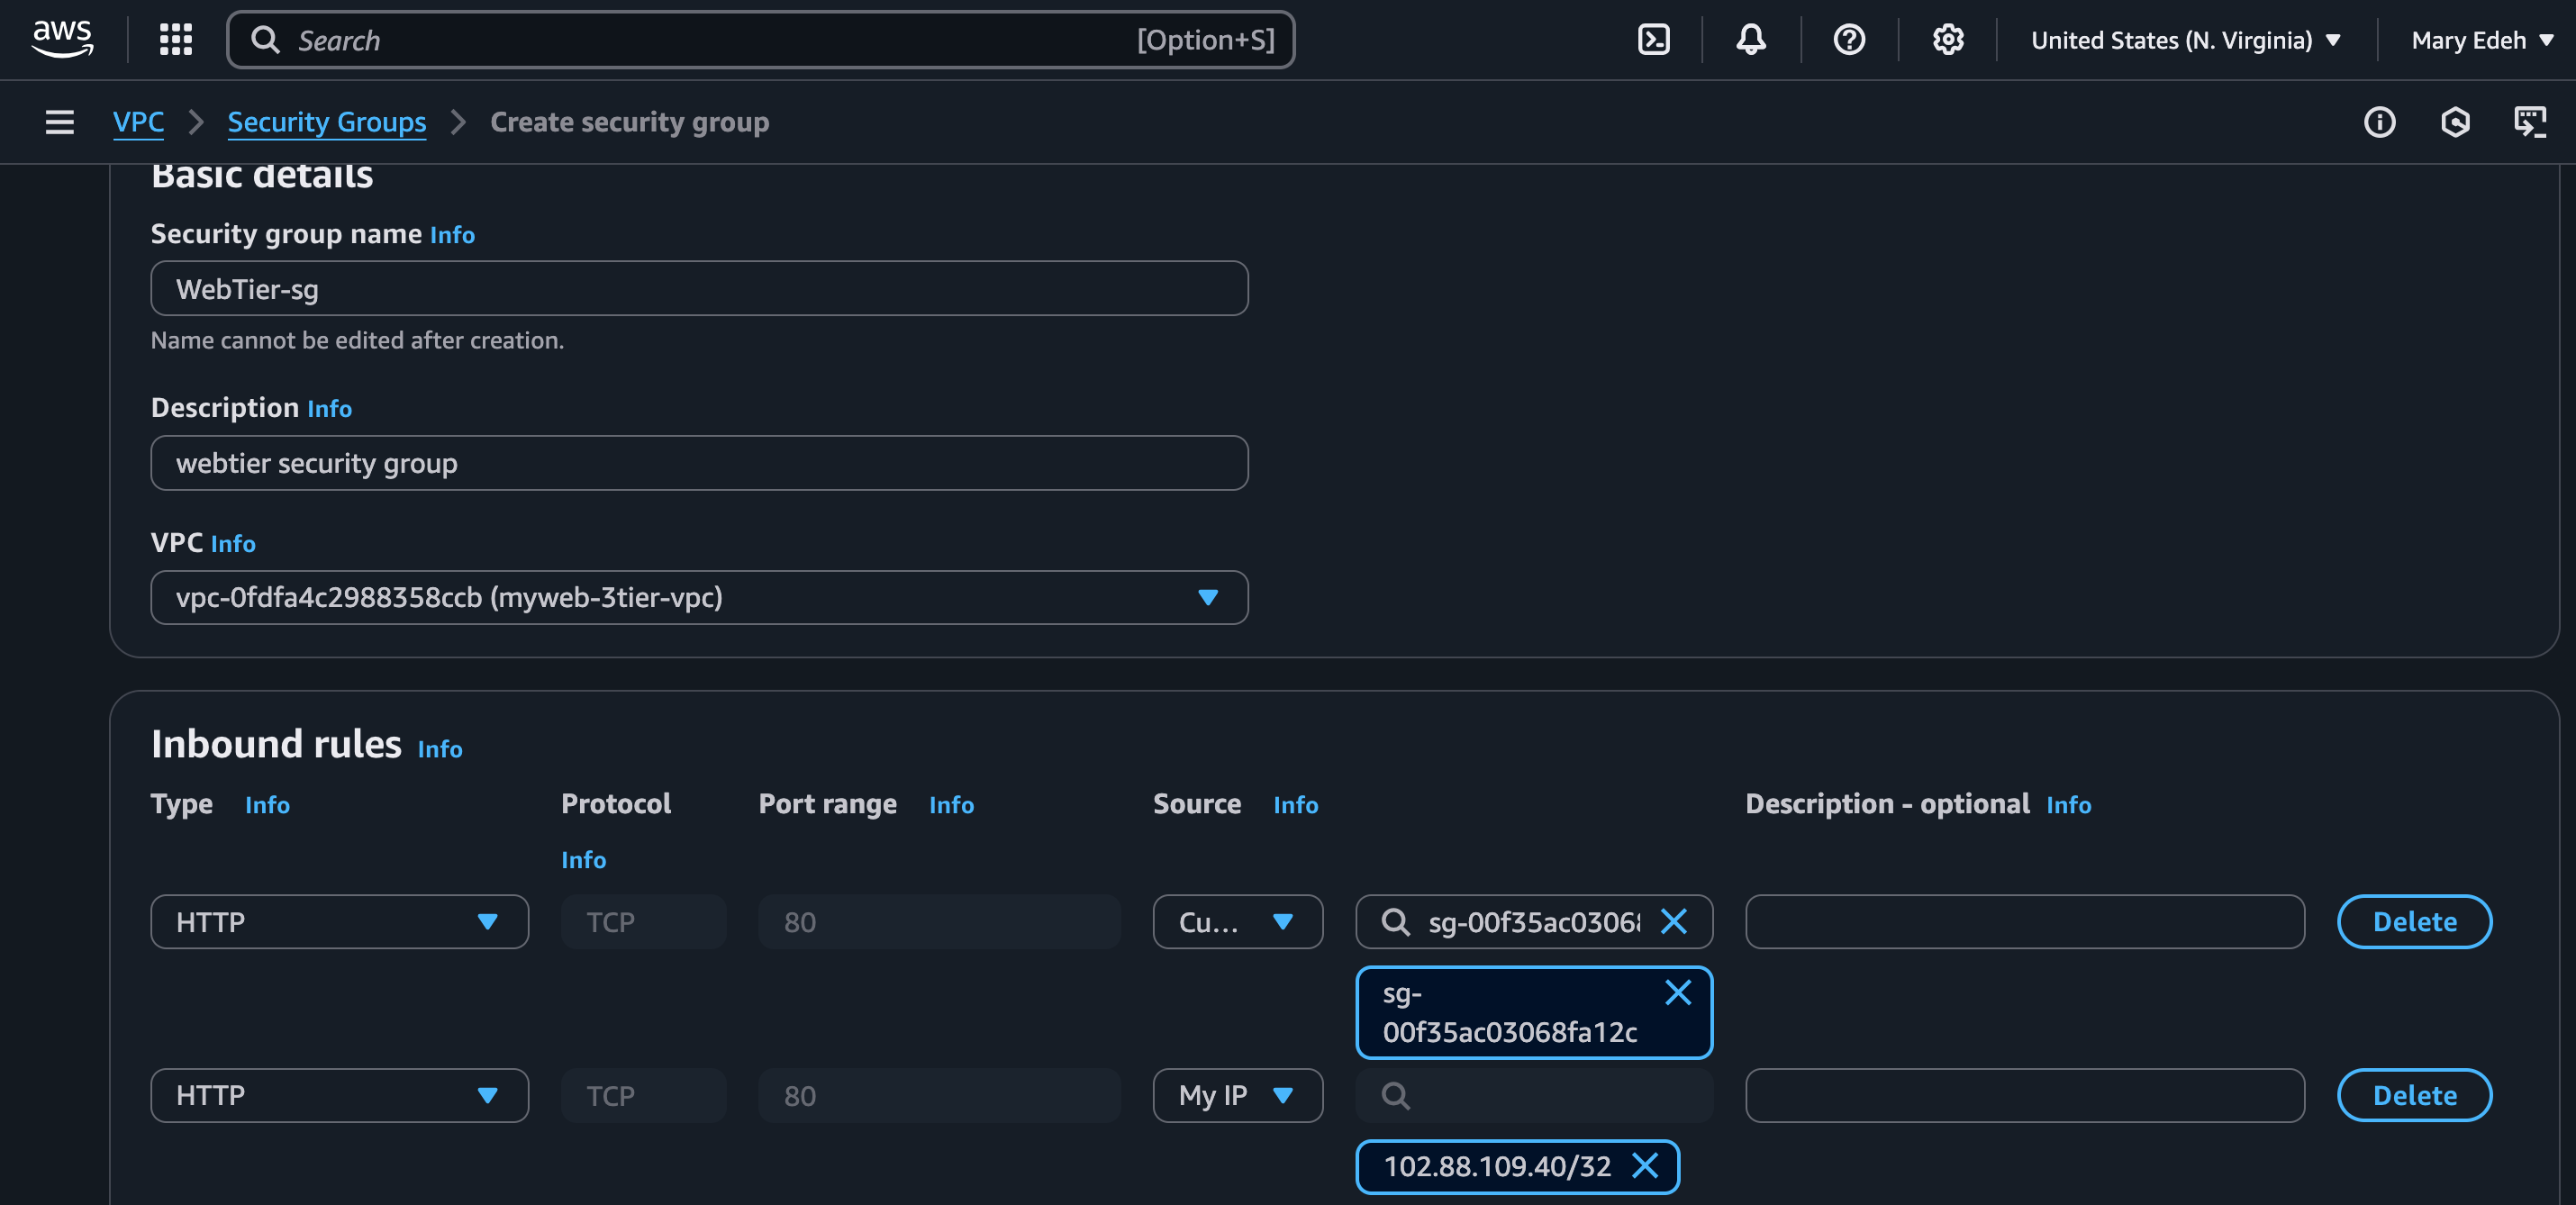 aws Search [Option+S] United States (N. Virginia) Mary Edeh
VPC Security Groups Create security group
Basic details
Security group name Info
WebTier-sg
Name cannot be edited after creation.
Description Info
webtier security group
VPC Info
vpc-0fdfa4c2988358ccb (myweb-3tier-vpc)
Inbound rules Info
Type Info Protocol Port range Info Source Info Description - optional Info
Info
HTTP TCP 80 Cu... sg-00f35ac0306 Delete
sg-
00f35ac03068fa12c
HTTP TCP 80 My IP Delete
102.88.109.40/32